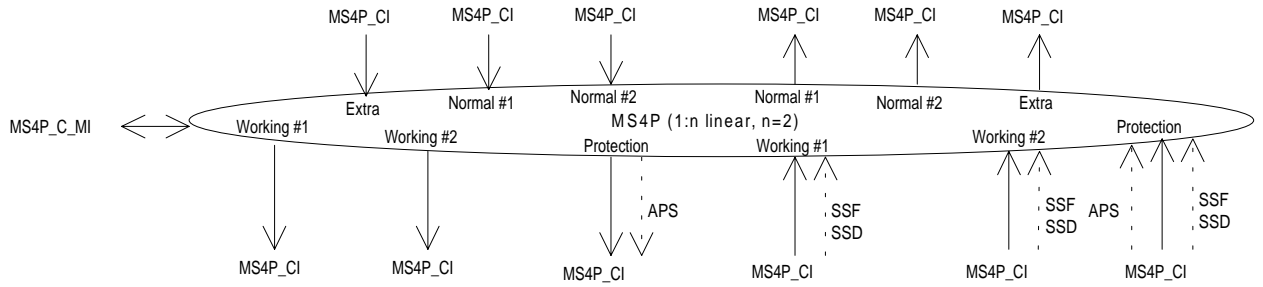 MS4P_CI MS4P_CI MS4P_CI MS4P_CI MS4P_CI MS4P_CI
Extra Normal #1 Normal #2 Normal #1 Normal #2 Extra
MS4P_C_MI
MS4P (1:n linear, n=2)
Working #1 Working #2 Protection Working #1 Working #2 Protection
APS SSF SSF APS SSF
SSD SSD SSD
MS4P_CI MS4P_CI MS4P_CI MS4P_CI MS4P_CI MS4P_CI